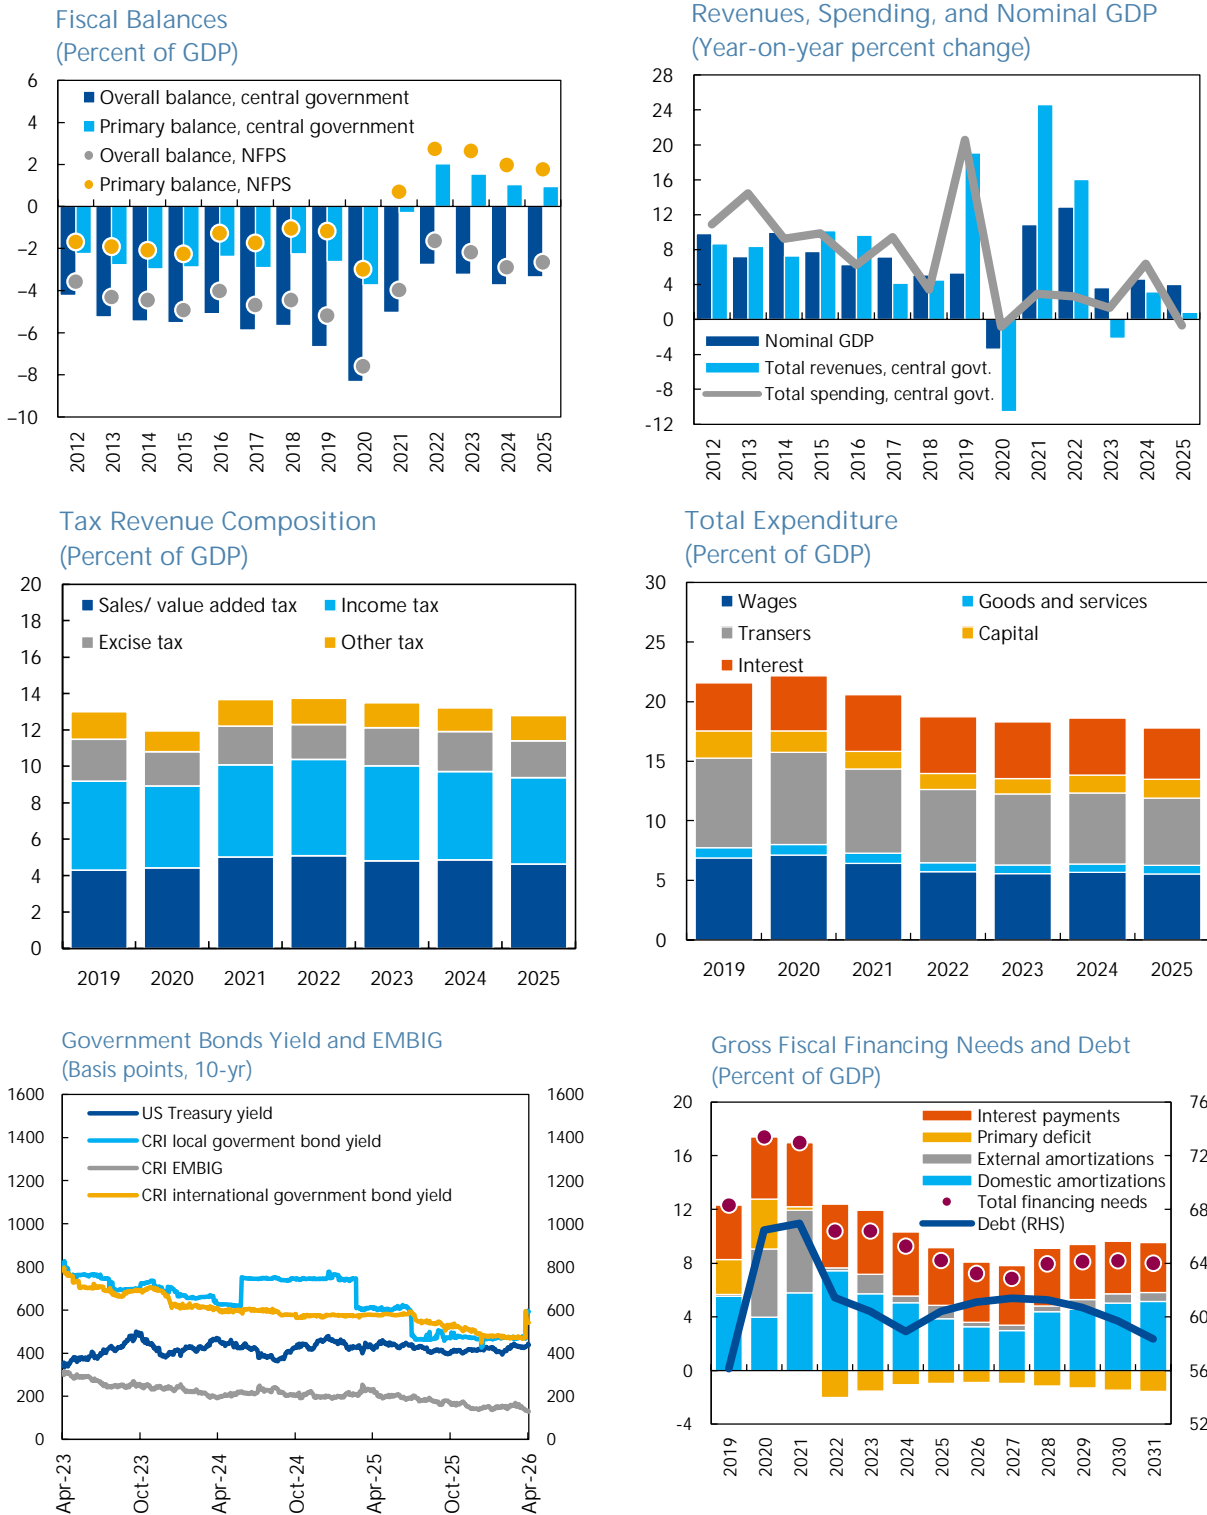 Fiscal Balances
(Percent of GDP)
6
4
2
0
−2
−4
−6
−8
−10
Overall balance, central government
Primary balance, central government
Overall balance, NFPS
Primary balance, NFPS
2012
2013
2014
2015
2016
2017
2018
2019
2020
2021
2022
2023
2024
2025
Revenues, Spending, and Nominal GDP
(Year-on-year percent change)
28
24
20
16
12
8
4
0
-4
-8
-12
Nominal GDP
Total revenues, central govt.
Total spending, central govt.
2012
2013
2014
2015
2016
2017
2018
2019
2020
2021
2022
2023
2024
2025
Tax Revenue Composition
(Percent of GDP)
20
18
16
14
12
10
8
6
4
2
0
Sales/ value added tax
Income tax
Excise tax
Other tax
2019
2020
2021
2022
2023
2024
2025
Total Expenditure
(Percent of GDP)
30
25
20
15
10
5
0
Wages
Goods and services
Transers
Capital
Interest
2019
2020
2021
2022
2023
2024
2025
Government Bonds Yield and EMBIG
(Basis points, 10-yr)
1600
1400
1200
1000
800
600
400
200
0
US Treasury yield
CRI local goverment bond yield
CRI EMBIG
CRI international government bond yield
1600
1400
1200
1000
800
600
400
200
0
Apr-23
Oct-23
Apr-24
Oct-24
Apr-25
Oct-25
Apr-26
Gross Fiscal Financing Needs and Debt
(Percent of GDP)
20
16
12
8
4
0
-4
Interest payments
Primary deficit
External amortizations
Domestic amortizations
Total financing needs
Debt (RHS)
76
72
68
64
60
56
52
2019
2020
2021
2022
2023
2024
2025
2026
2027
2028
2029
2030
2031